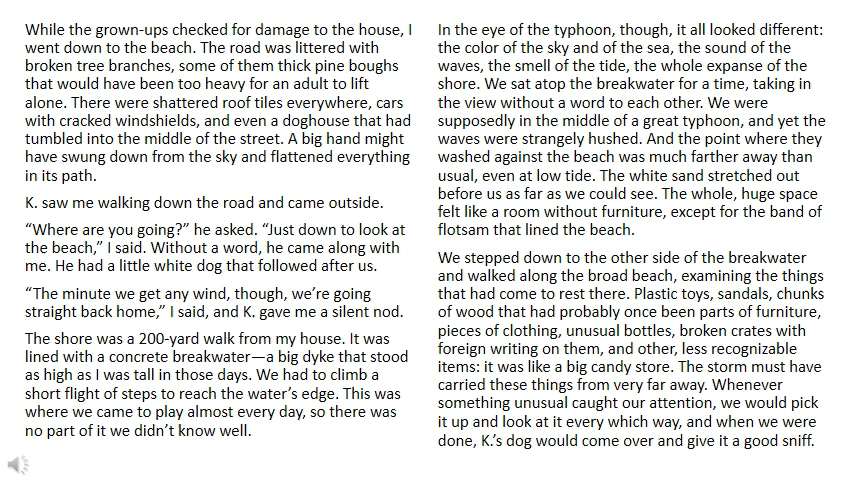 While the grown-ups checked for damage to the house, I
went down to the beach. The road was littered with
broken tree branches, some of them thick pine boughs
that would have been too heavy for an adult to lift
alone. There were shattered roof tiles everywhere, cars
with cracked windshields, and even a doghouse that had
tumbled into the middle of the street. A big hand might
have swung down from the sky and flattened everything
in its path.
K. saw me walking down the road and came outside.
“Where are you going?” he asked. “Just down to look at
the beach,” I said. Without a word, he came along with
me. He had a little white dog that followed after us.
“The minute we get any wind, though, we’re going
straight back home,” I said, and K. gave me a silent nod.
The shore was a 200-yard walk from my house. It was
lined with a concrete breakwater—a big dyke that stood
as high as I was tall in those days. We had to climb a
short flight of steps to reach the water’s edge. This was
where we came to play almost every day, so there was
no part of it we didn’t know well.
In the eye of the typhoon, though, it all looked different:
the color of the sky and of the sea, the sound of the
waves, the smell of the tide, the whole expanse of the
shore. We sat atop the breakwater for a time, taking in
the view without a word to each other. We were
supposedly in the middle of a great typhoon, and yet the
waves were strangely hushed. And the point where they
washed against the beach was much farther away than
usual, even at low tide. The white sand stretched out
before us as far as we could see. The whole, huge space
felt like a room without furniture, except for the band of
flotsam that lined the beach.
We stepped down to the other side of the breakwater
and walked along the broad beach, examining the things
that had come to rest there. Plastic toys, sandals, chunks
of wood that had probably once been parts of furniture,
pieces of clothing, unusual bottles, broken crates with
foreign writing on them, and other, less recognizable
items: it was like a big candy store. The storm must have
carried these things from very far away. Whenever
something unusual caught our attention, we would pick
it up and look at it every which way, and when we were
done, K.’s dog would come over and give it a good sniff.